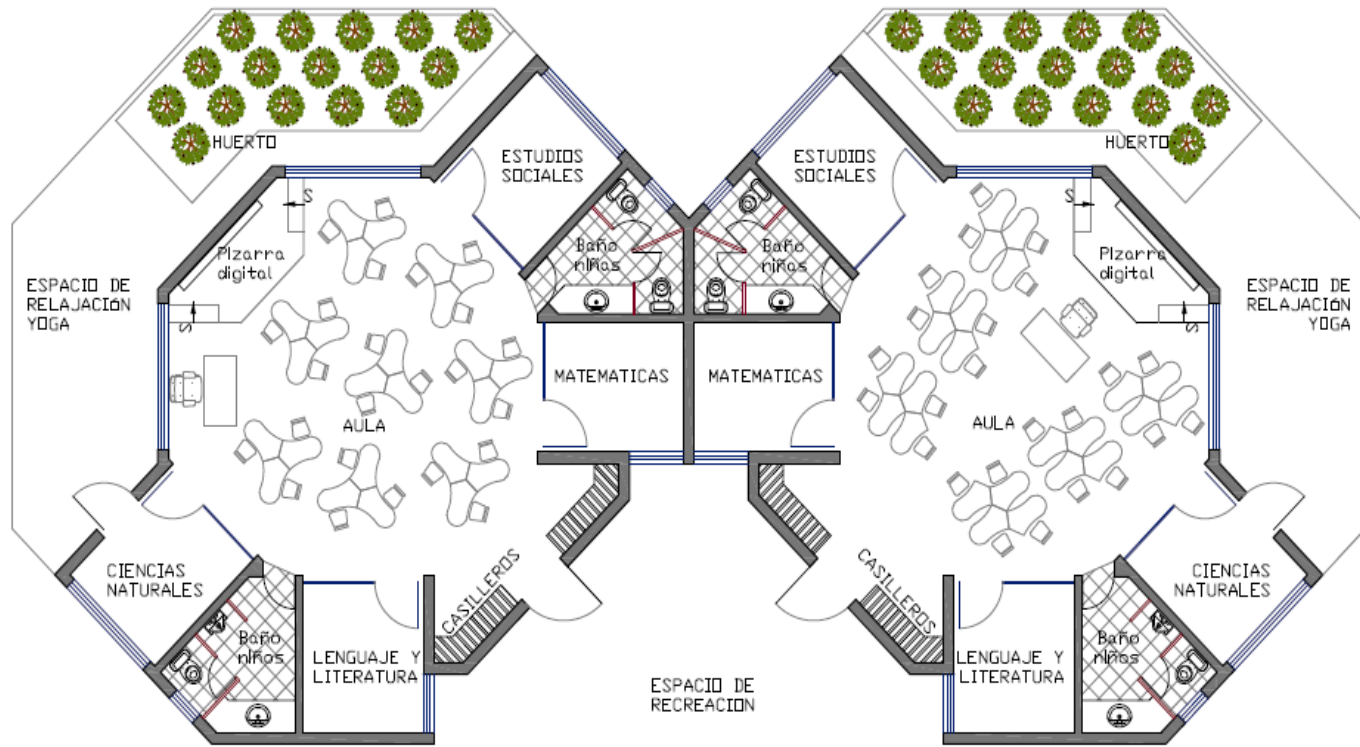 HUERTO
HUERTO
ESTUDIOS
SOCIALES
ESTUDIOS
SOCIALES
S
S
Pizarra
digital
Baño
niñas
Baño
niñas
Pizarra
digital
ESPACIO DE
RELAJACIÓN
YOGA
ESPACIO DE
RELAJACIÓN
YOGA
S
S
MATEMATICAS
MATEMATICAS
AULA
AULA
CIENCIAS
NATURALES
CASILLEROS
CASILLEROS
CIENCIAS
NATURALES
Baño
niños
LENGUAJE Y
LITERATURA
LENGUAJE Y
LITERATURA
Baño
niños
ESPACIO DE
RECREACION